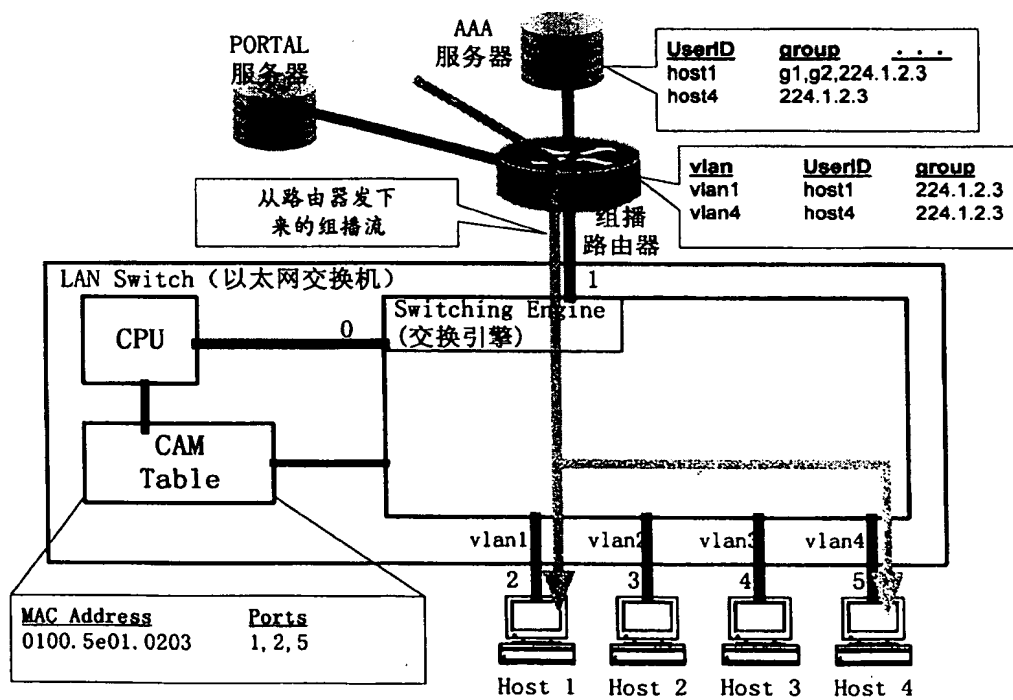 PORTAL
服务器
AAA
服务器
UserID group ...
host1 g1,g2,224.1.2.3
host4 224.1.2.3
vlan UserID group
vlan1 host1 224.1.2.3
vlan4 host4 224.1.2.3
从路由器发下
来的组播流
组播
路由器
LAN Switch (以太网交换机)
1
CPU
0
Switching Engine
(交换引擎)
CAM
Table
vlan1 vlan2 vlan3 vlan4
2 3 4 5
MAC Address Ports
0100.5e01.0203 1,2,5
Host 1 Host 2 Host 3 Host 4